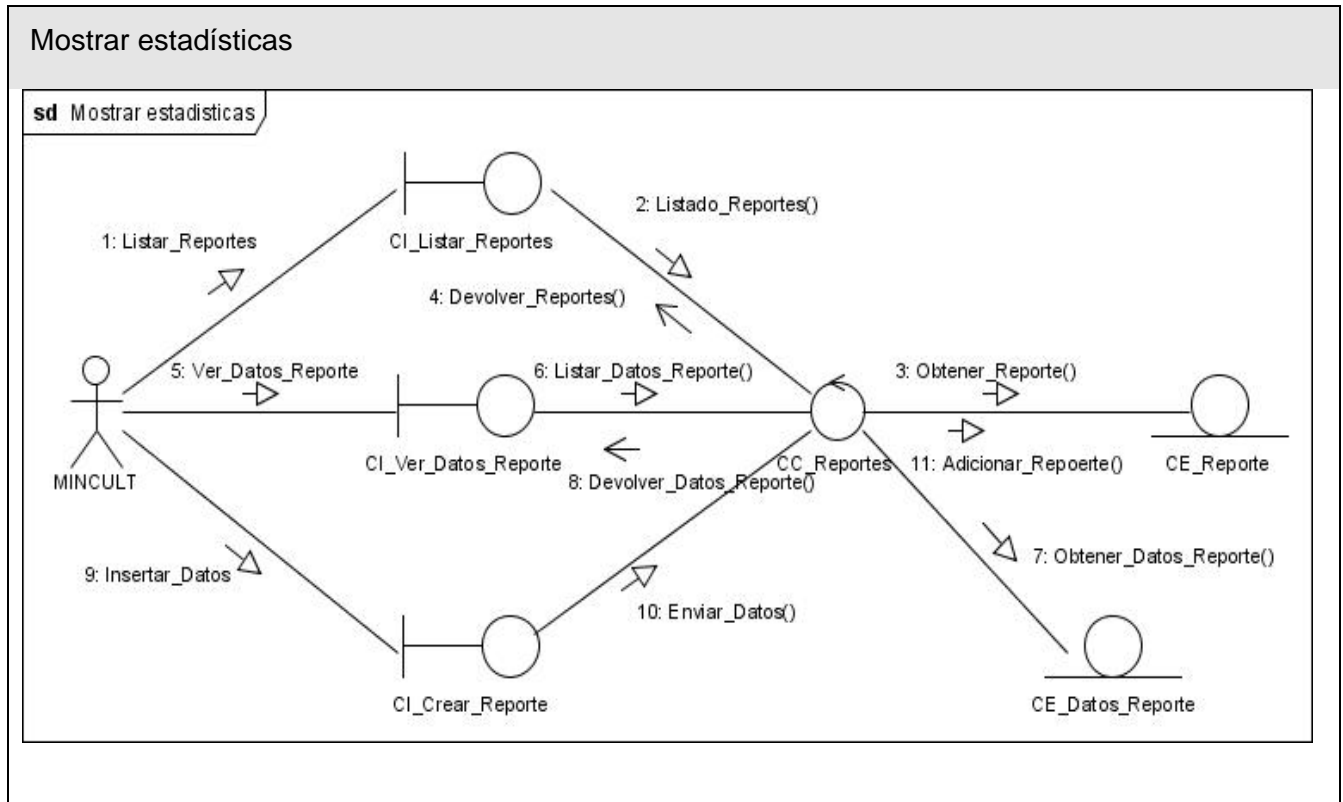 Mostrar estadísticas
sd Mostrar estadisticas
2: Listado_Reportes()
1: Listar_Reportes
CI_Listar_Reportes
4: Devolver_Reportes()
5: Ver_Datos_Reporte
6: Listar_Datos_Reporte()
3: Obtener_Reporte()
MINCULT
CI_Ver_Datos_Reporte
CC_Reportes
11: Adicionar_Repoerte()
CE_Reporte
8: Devolver_Datos_Reporte()
7: Obtener_Datos_Reporte()
9: Insertar_Datos
10: Enviar_Datos()
CI_Crear_Reporte
CE_Datos_Reporte